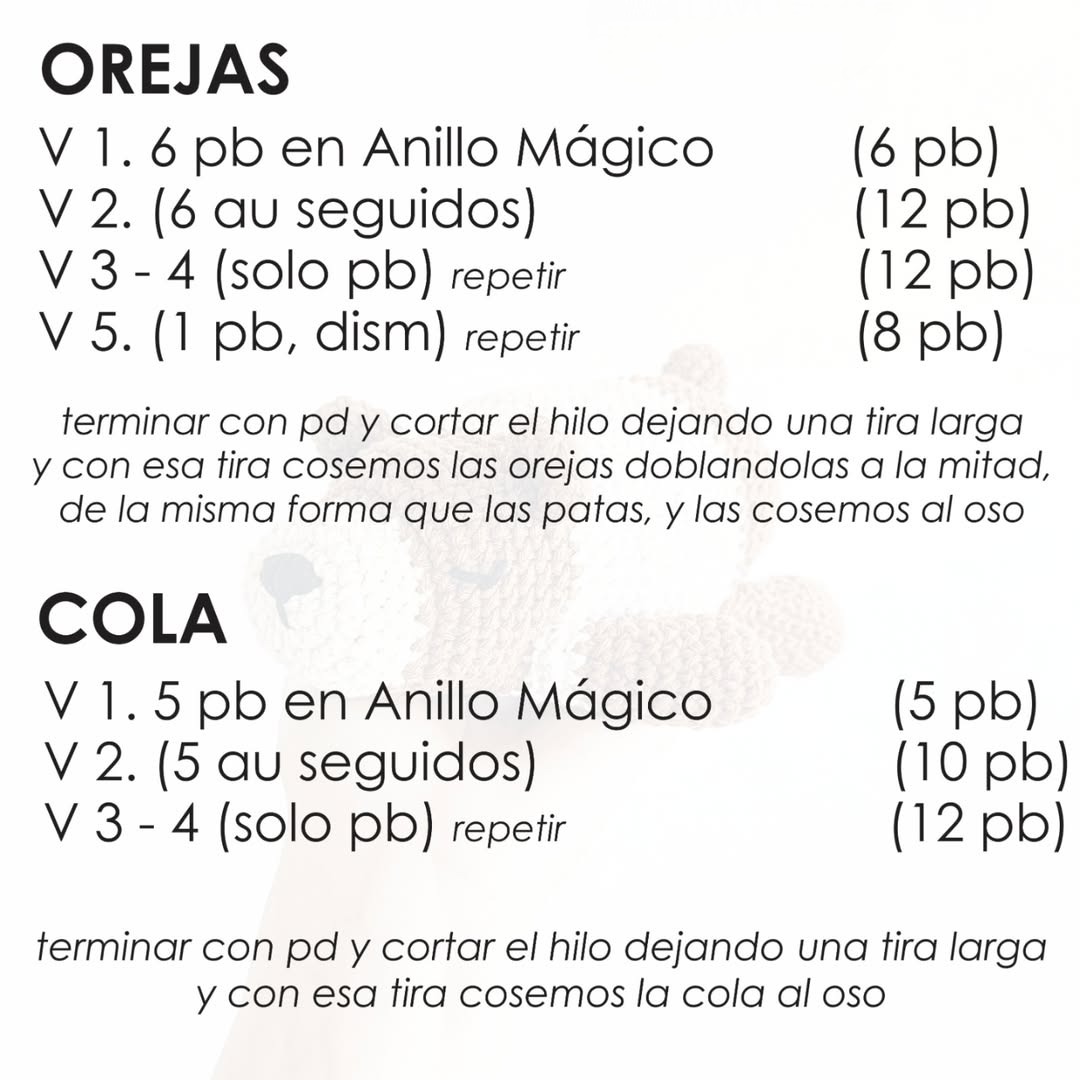 OREJAS
V 1. 6 pb en Anillo Mágico (6 pb)
V 2. (6 au seguidos) (12 pb)
V 3 - 4 (solo pb) repetir (12 pb)
V 5. (1 pb, dism) repetir (8 pb)
terminar con pd y cortar el hilo dejando una tira larga
y con esa tira cosemos las orejas doblandolas a la mitad,
de la misma forma que las patas, y las cosemos al oso
COLA
V 1. 5 pb en Anillo Mágico (5 pb)
V 2. (5 au seguidos) (10 pb)
V 3 - 4 (solo pb) repetir (12 pb)
terminar con pd y cortar el hilo dejando una tira larga
y con esa tira cosemos la cola al oso